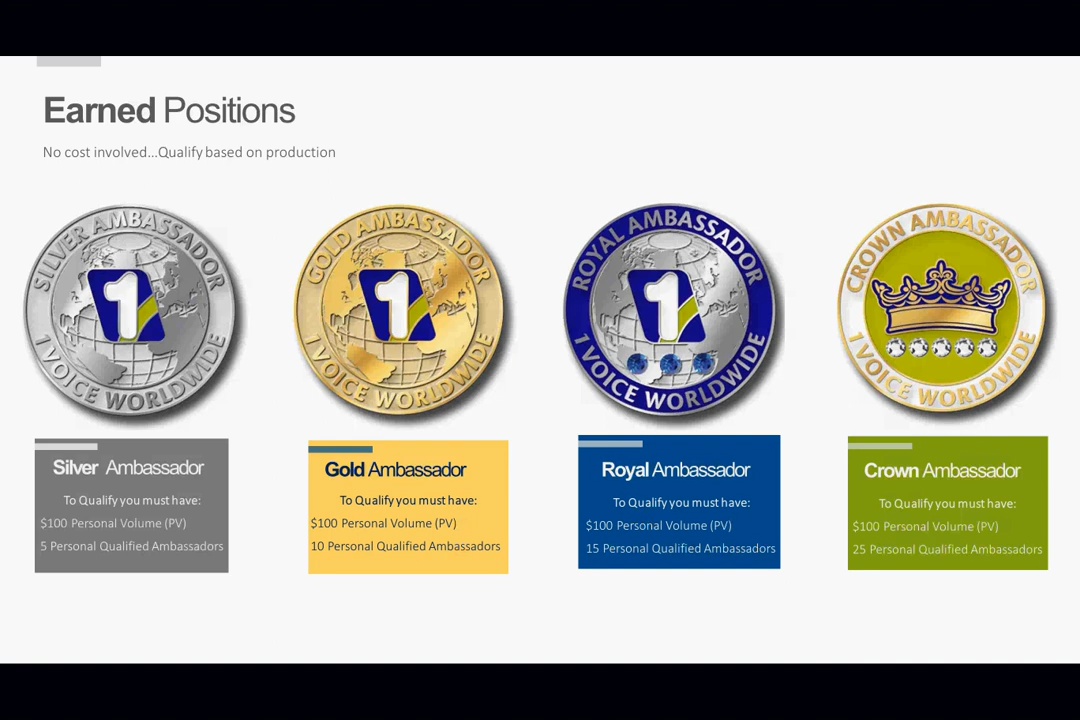 Earned Positions
No cost involved...Qualify based on production
SILVER AMBASSADOR
1
1 VOICE WORLDWIDE
GOLD AMBASSADOR
1
1 VOICE WORLDWIDE
ROYAL AMBASSADOR
1
1 VOICE WORLDWIDE
CROWN AMBASSADOR
1 VOICE WORLDWIDE
Silver Ambassador
To Qualify you must have:
$100 Personal Volume (PV)
5 Personal Qualified Ambassadors
Gold Ambassador
To Qualify you must have:
$100 Personal Volume (PV)
10 Personal Qualified Ambassadors
Royal Ambassador
To Qualify you must have:
$100 Personal Volume (PV)
15 Personal Qualified Ambassadors
Crown Ambassador
To Qualify you must have:
$100 Personal Volume (PV)
25 Personal Qualified Ambassadors